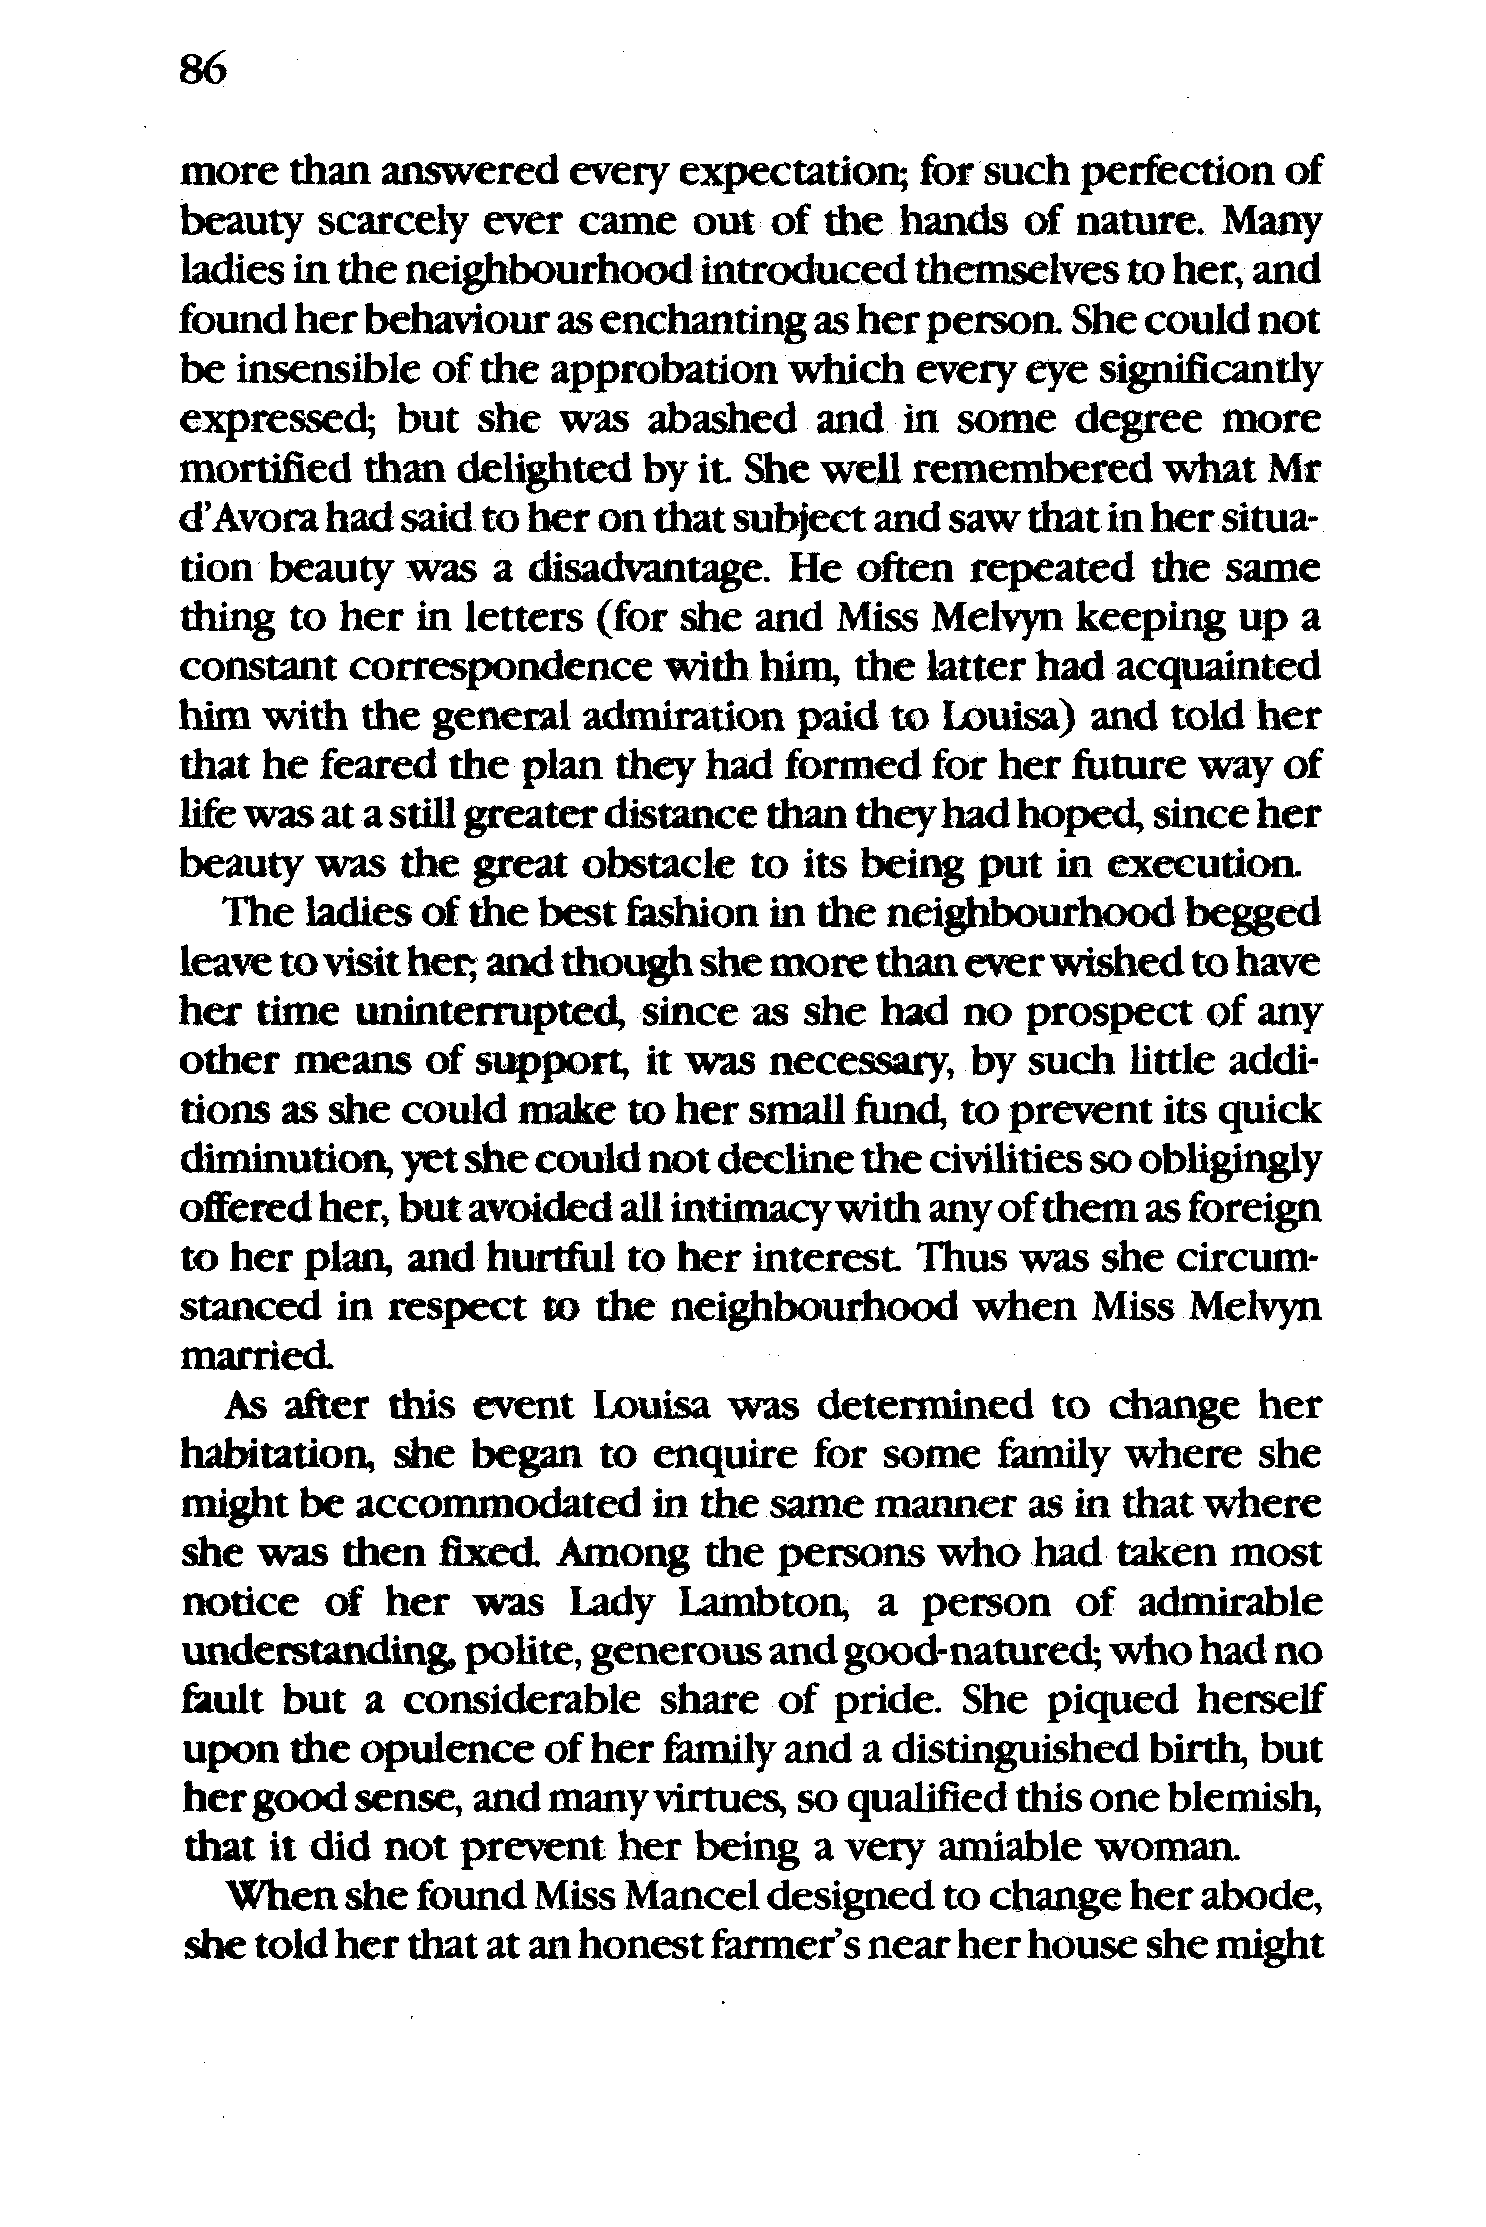 86
more than answered every expectation; for such perfection of
beauty scarcely ever came out of the hands of nature. Many
ladies in the neighbourhood introduced themselves to her, and
found her behaviour as enchanting as her person. She could not
be insensible of the approbation which every eye significantly
expressed; but she was abashed and in some degree more
mortified than delighted by it. She well remembered what Mr
d'Avora had said to her on that subject and saw that in her situa-
tion beauty was a disadvantage. He often repeated the same
thing to her in letters (for she and Miss Melvyn keeping up a
constant correspondence with him, the latter had acquainted
him with the general admiration paid to Louisa) and told her
that he feared the plan they had formed for her future way of
life was at a still greater distance than they had hoped, since her
beauty was the great obstacle to its being put in execution.
The ladies of the best fashion in the neighbourhood begged
leave to visit her; and though she more than ever wished to have
her time uninterrupted, since as she had no prospect of any
other means of support, it was necessary, by such little addi-
tions as she could make to her small fund, to prevent its quick
diminution, yet she could not decline the civilities so obligingly
offered her, but avoided all intimacy with any of them as foreign
to her plan, and hurtful to her interest. Thus was she circum-
stanced in respect to the neighbourhood when Miss Melvyn
married.
As after this event Louisa was determined to change her
habitation, she began to enquire for some family where she
might be accommodated in the same manner as in that where
she was then fixed. Among the persons who had taken most
notice of her was Lady Lambton, a person of admirable
understanding, polite, generous and good-natured; who had no
fault but a considerable share of pride. She piqued herself
upon the opulence of her family and a distinguished birth, but
her good sense, and many virtues, so qualified this one blemish,
that it did not prevent her being a very amiable woman.
When she found Miss Mancel designed to change her abode,
she told her that at an honest farmer's near her house she might